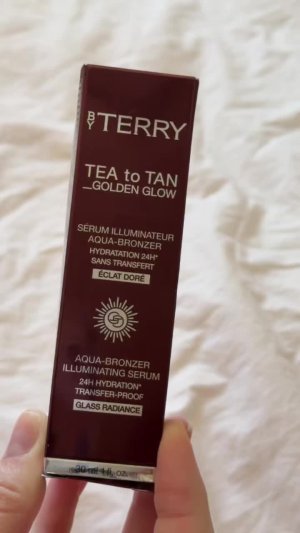 BY TERRY
TEA to TAN
_GOLDEN GLOW
SÉRUM ILLUMINATEUR
AQUA-BRONZER
HYDRATATION 24H*
SANS TRANSFERT
ÉCLAT DORÉ
AQUA-BRONZER
ILLUMINATING SERUM
24H HYDRATION*
TRANSFER-PROOF
GLASS RADIANCE
30 ml 1 fl. oz.